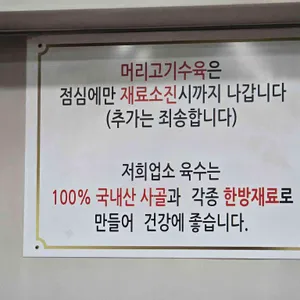 머리고기수육은
점심에만 재료소진시까지 나갑니다
(추가는 죄송합니다)
저희업소 육수는
100% 국내산 사골과 각종 한방재료로
만들어 건강에 좋습니다.